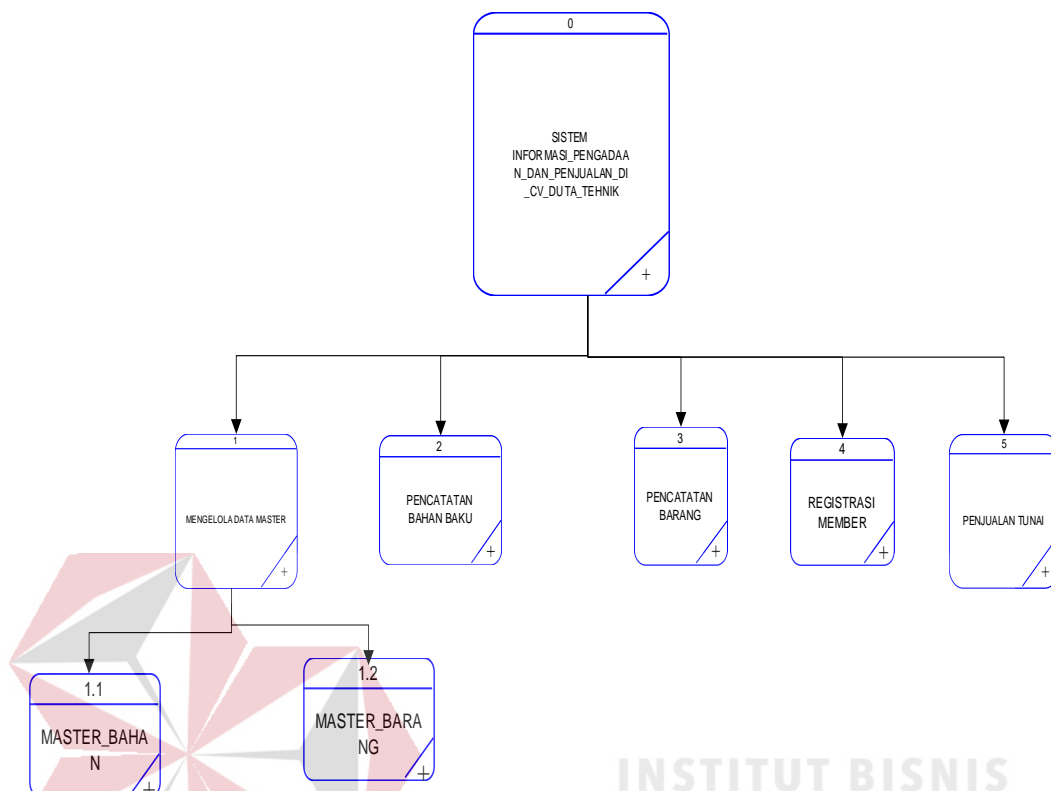 0
SISTEM
INFORMASI_PENGADAA
N_DAN_PENJUALAN_DI
_CV_DUTA_TEHNIK
+
1
MENGELOLA DATA MASTER
+
2
PENCATATAN
BAHAN BAKU
+
3
PENCATATAN
BARANG
+
4
REGISTRASI
MEMBER
+
5
PENJUALAN TUNAI
+
1.1
MASTER_BAHA
N
+
1.2
MASTER_BARA
NG
+
INSTITUT BISNIS